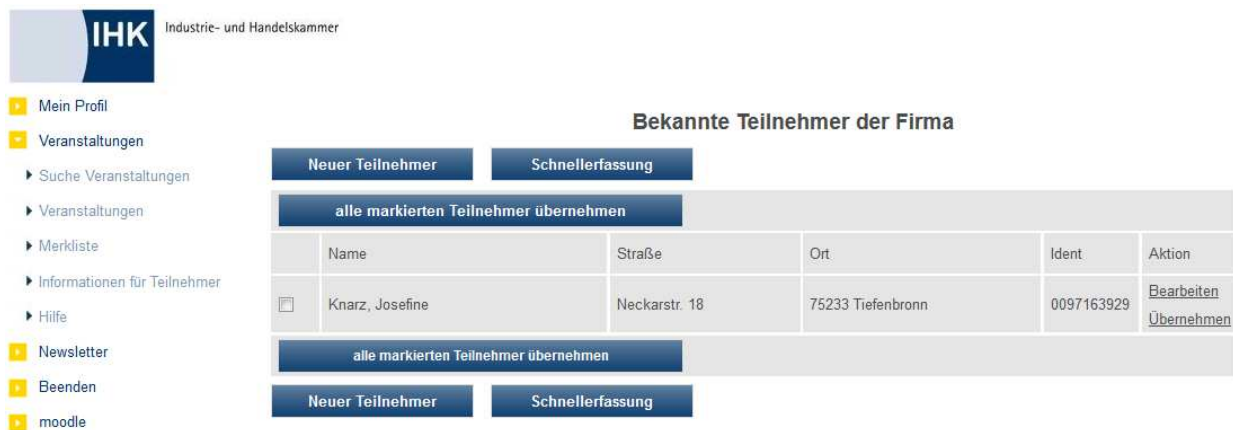 IHK Industrie- und Handelskammer
Mein Profil
Veranstaltungen
Suche Veranstaltungen
Veranstaltungen
Merkliste
Informationen für Teilnehmer
Hilfe
Newsletter
Beenden
moodle
Bekannte Teilnehmer der Firma
Neuer Teilnehmer Schnellerfassung
alle markierten Teilnehmer übernehmen
Name Straße Ort Ident Aktion
Knarz, Josefine Neckarstr. 18 75233 Tiefenbronn 0097163929 Bearbeiten
Übernehmen
alle markierten Teilnehmer übernehmen
Neuer Teilnehmer Schnellerfassung